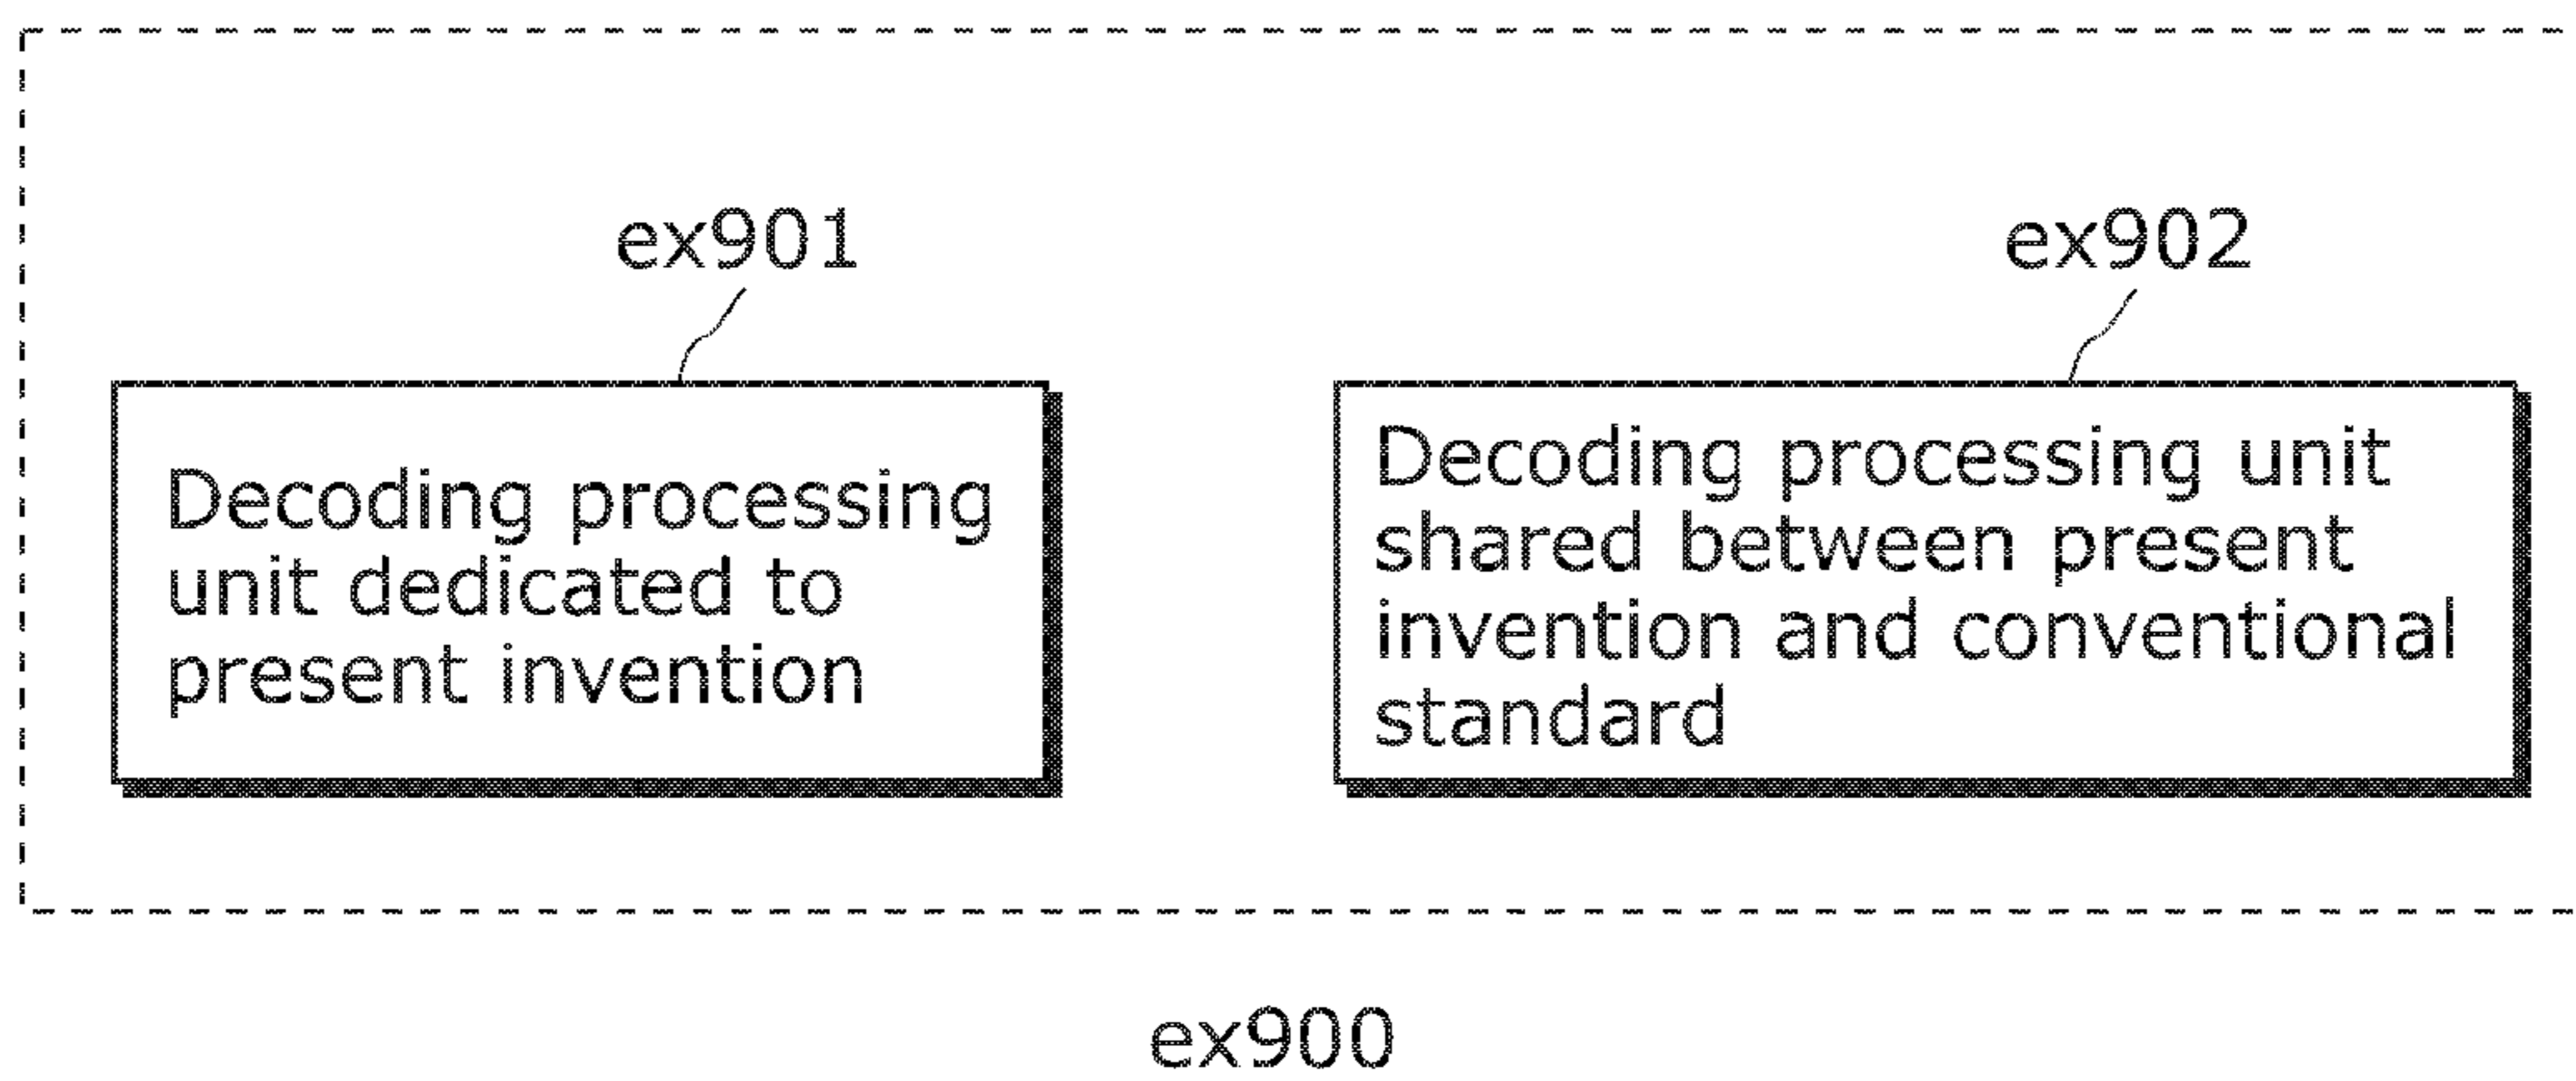 ex901
ex902
Decoding processing
unit dedicated to
present invention
Decoding processing unit
shared between present
invention and conventional
standard
ex900